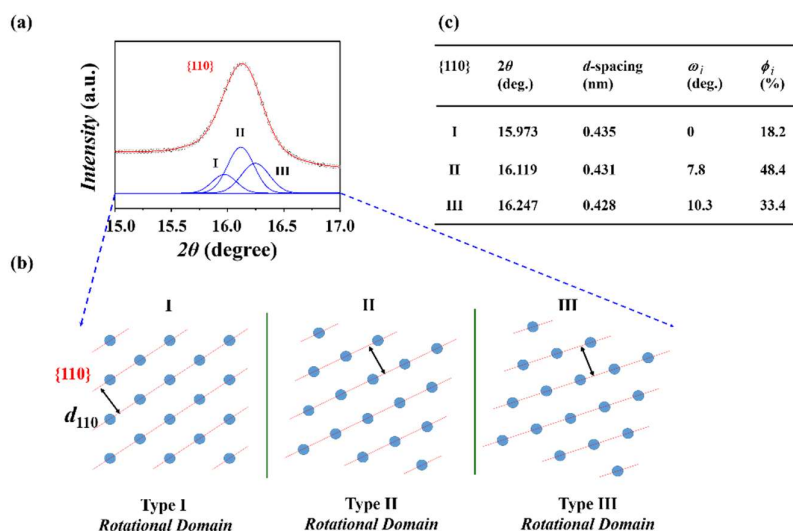 (a)
{110}
II
I
III
Intensity (a.u.)
15.0 15.5 16.0 16.5 17.0
2θ (degree)
(c)
{110} 2θ (deg.) d-spacing (nm) ω i (deg.) ϕ i (%)
I 15.973 0.435 0 18.2
II 16.119 0.431 7.8 48.4
III 16.247 0.428 10.3 33.4
(b)
I II III
{110}
d110
Type I Type II Type III
Rotational Domain Rotational Domain Rotational Domain